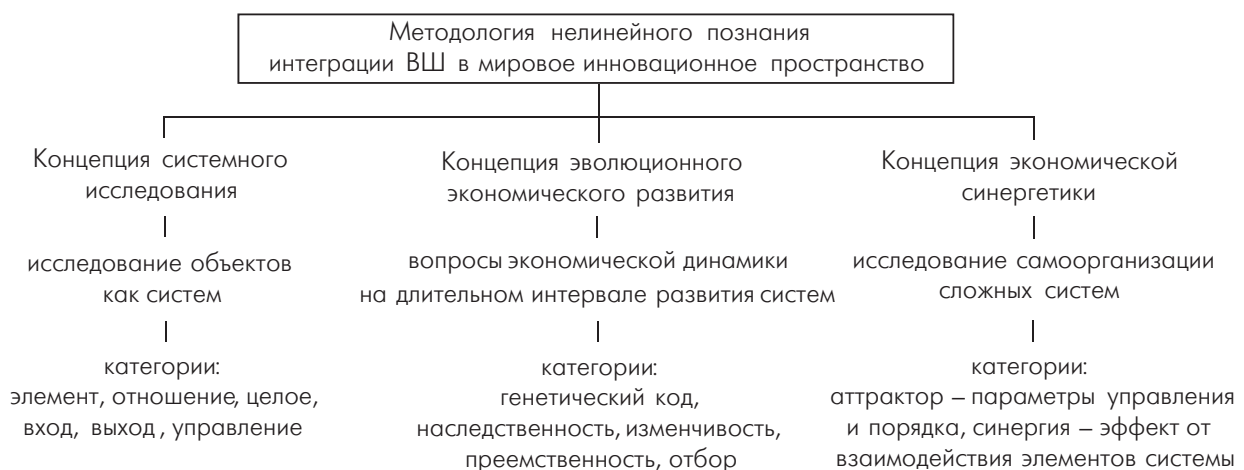 Методология нелинейного познания
интеграции ВШ в мировое инновационное пространство
Концепция системного
исследования
исследование объектов
как систем
категории:
элемент, отношение, целое,
вход, выход, управление
Концепция эволюционного
экономического развития
вопросы экономической динамики
на длительном интервале развития систем
категории:
генетический код,
наследственность, изменчивость,
преемственность, отбор
Концепция экономической
синергетики
исследование самоорганизации
сложных систем
категории:
аттрактор – параметры управления
и порядка, синергия – эффект от
взаимодействия элементов системы